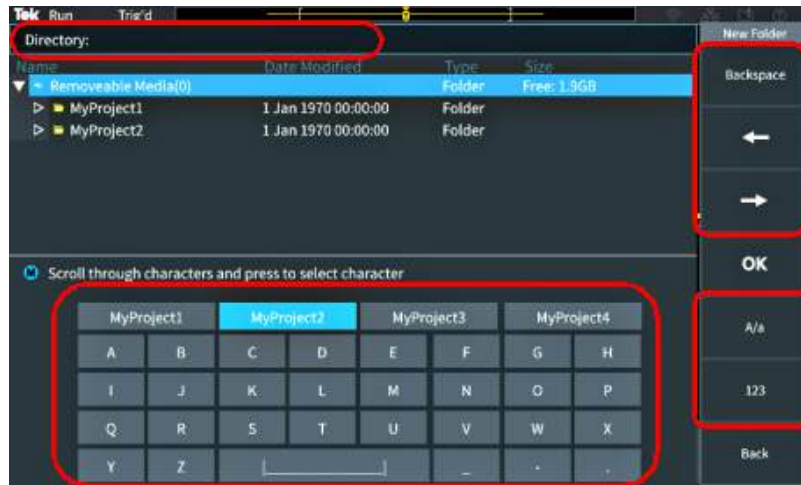 Tek Run Trig'd
Directory:
New Folder
Name Date Modified Type Size
Removeable Media(0) Folder Free: 1.9GB
MyProject1 1 Jan 1970 00:00:00 Folder
MyProject2 1 Jan 1970 00:00:00 Folder
Backspace
←
→
OK
A/a
123
Back
M Scroll through characters and press to select character
MyProject1 MyProject2 MyProject3 MyProject4
A B C D E F G H
I J K L M N O P
Q R S T U V W X
Y Z _ - .